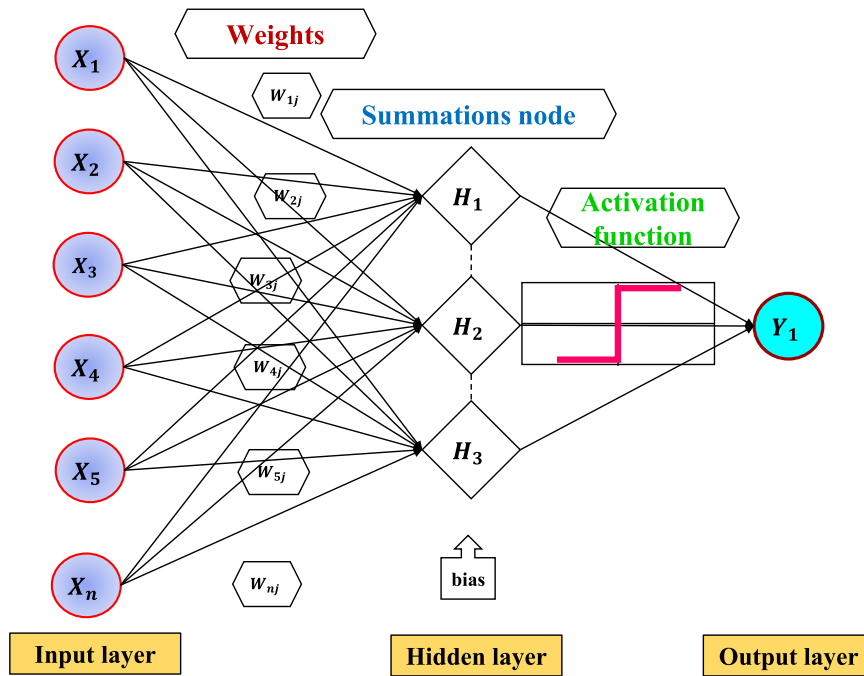 X₁
Weights
W₁ⱼ
Summations node
X₂
W₂ⱼ
H₁
Activation
function
X₃
W₃ⱼ
H₂
Y₁
X₄
W₄ⱼ
H₃
X₅
W₅ⱼ
Xₙ
Wₙⱼ
bias
Input layer
Hidden layer
Output layer